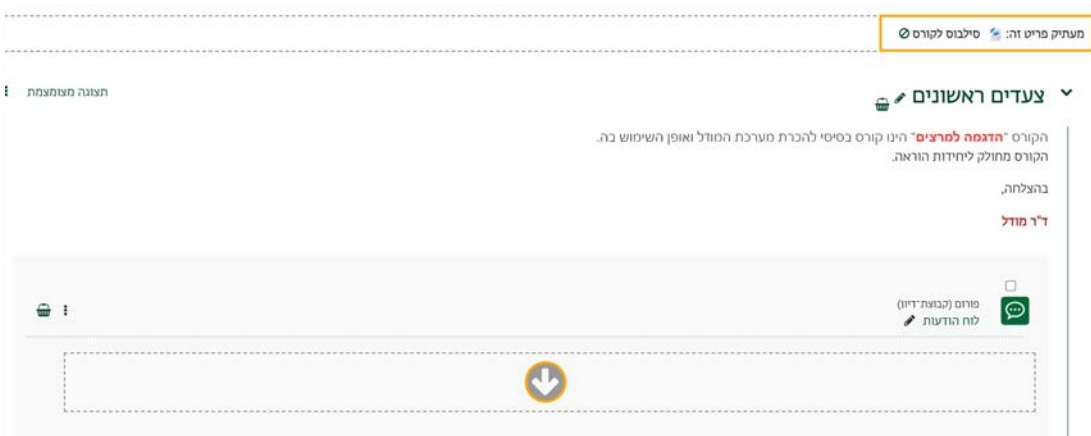 מעתיק פריט זה: סילבוס לקורס
צעדים ראשונים
תצוגה מצומצמת
הקורס "הדגמה למרצים" הינו קורס בסיסי להכרת מערכת המודל ואופן השימוש בה.
הקורס מחולק ליחידות הוראה.
בהצלחה,
ד"ר מודל
פורום (קבוצת־דיון)
לוח הודעות